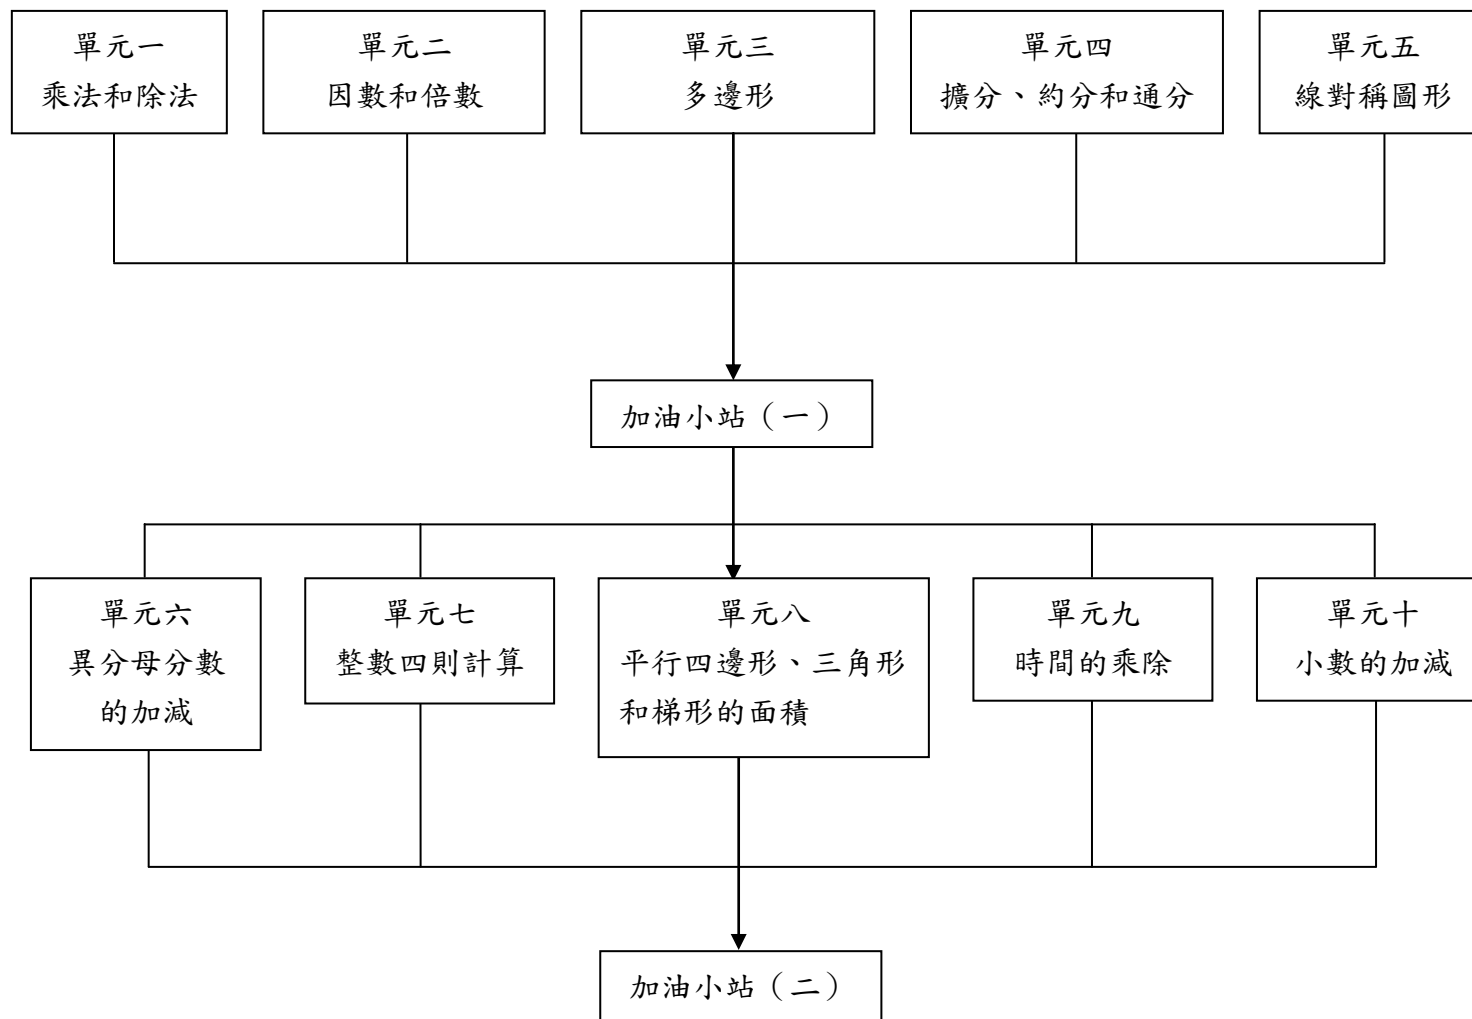 單元一
乘法和除法
單元二
因數和倍數
單元三
多邊形
單元四
擴分、約分和通分
單元五
線對稱圖形
加油小站（一）
單元六
異分母分數
的加減
單元七
整數四則計算
單元八
平行四邊形、三角形
和梯形的面積
單元九
時間的乘除
單元十
小數的加減
加油小站（二）